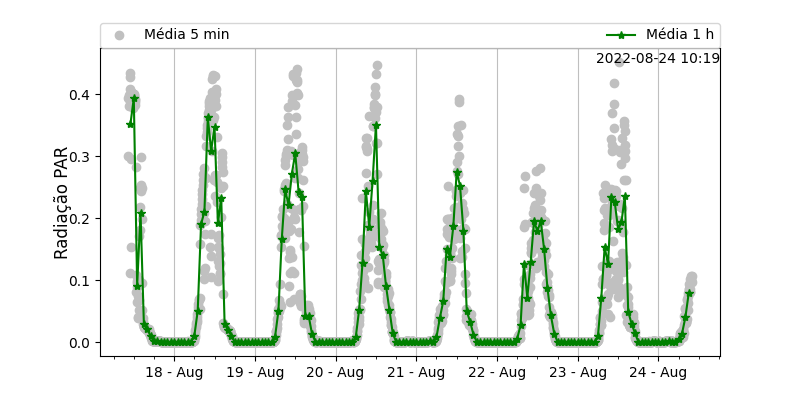 Média 5 min
Média 1 h
2022-08-24 10:19
Radiação PAR
0.4
0.3
0.2
0.1
0.0
18 - Aug
19 - Aug
20 - Aug
21 - Aug
22 - Aug
23 - Aug
24 - Aug